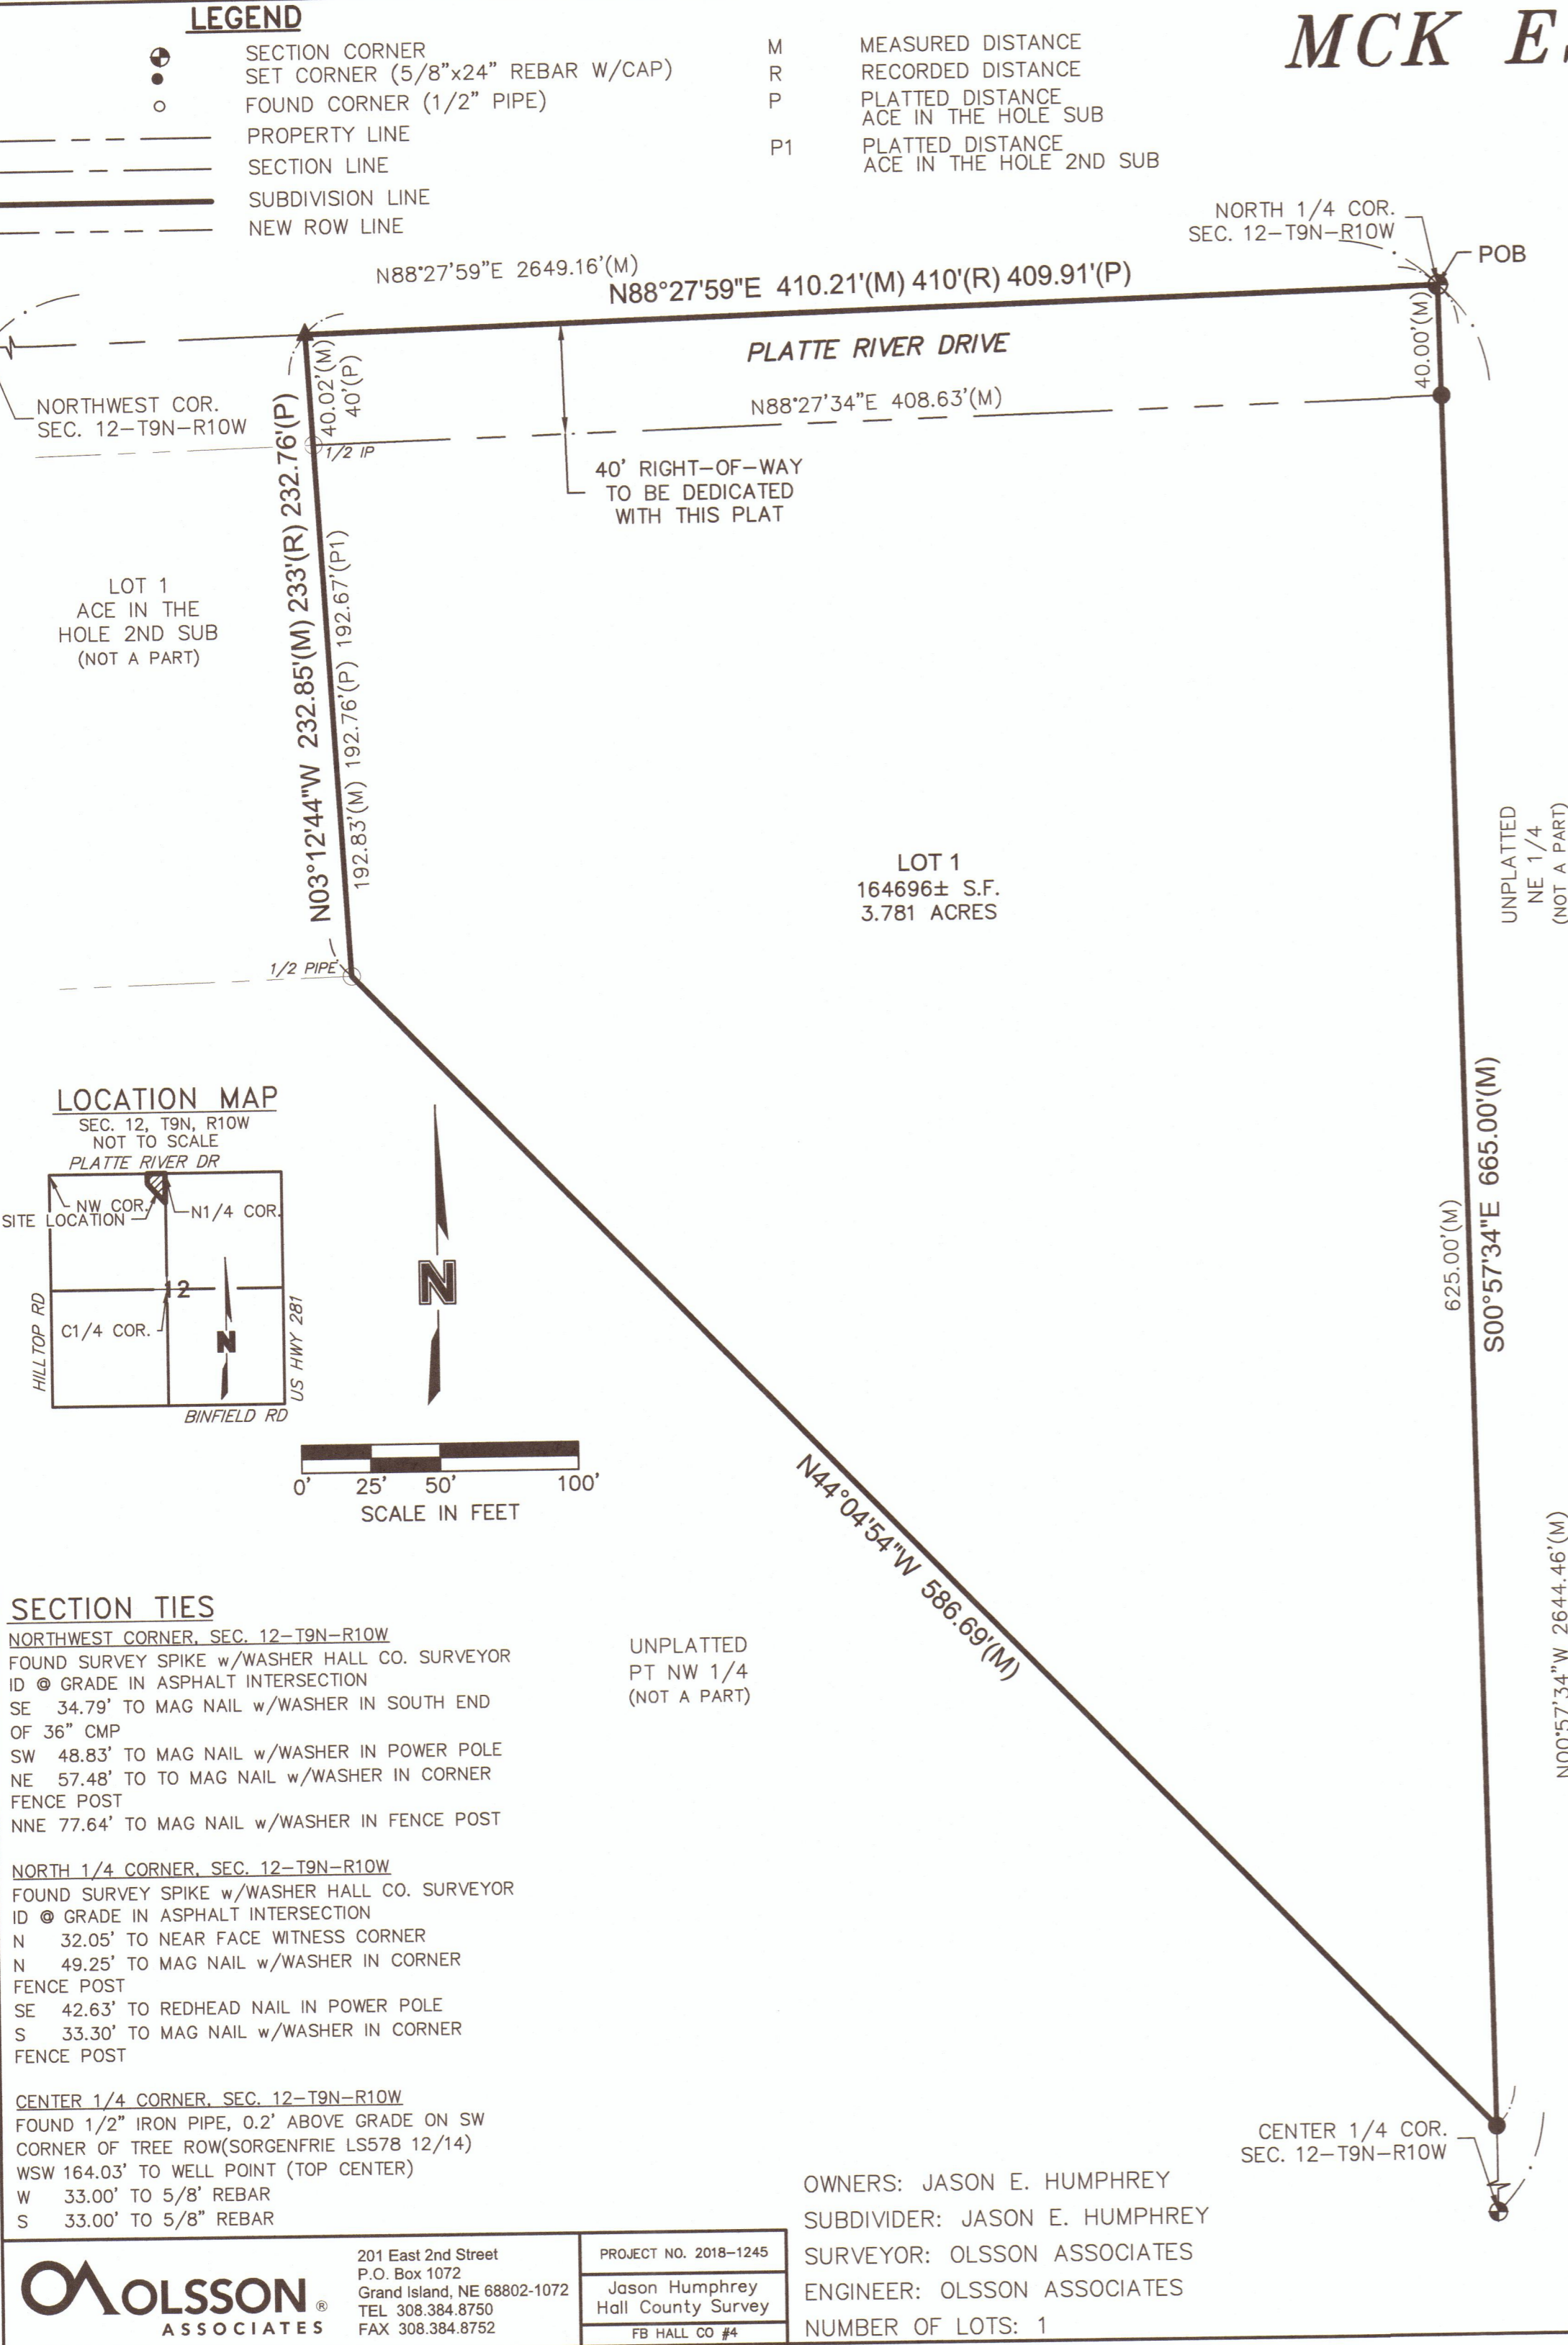 LEGEND
SECTION CORNER
SET CORNER (5/8"x24" REBAR W/CAP)
FOUND CORNER (1/2" PIPE)
PROPERTY LINE
SECTION LINE
SUBDIVISION LINE
NEW ROW LINE
M MEASURED DISTANCE
R RECORDED DISTANCE
P PLATTED DISTANCE
ACE IN THE HOLE SUB
P1 PLATTED DISTANCE
ACE IN THE HOLE 2ND SUB
MCK
NORTH 1/4 COR.
SEC. 12-T9N-R10W
POB
N88°27'59"E 2649.16'(M)
N88°27'59"E 410.21'(M) 410'(R) 409.91'(P)
PLATTE RIVER DRIVE
40.00'(M)
40.02'(M)
40'(P)
NORTHWEST COR.
SEC. 12-T9N-R10W
N88°27'34"E 408.63'(M)
1/2 IP
40' RIGHT-OF-WAY
TO BE DEDICATED
WITH THIS PLAT
N03°12'44"W 232.85'(M) 233'(R) 232.76'(P)
192.83'(M) 192.76'(P) 192.67'(P1)
LOT 1
ACE IN THE
HOLE 2ND SUB
(NOT A PART)
LOT 1
164696± S.F.
3.781 ACRES
UNPLATTED
NE 1/4
(NOT A PART)
1/2 PIPE
LOCATION MAP
SEC. 12, T9N, R10W
NOT TO SCALE
PLATTE RIVER DR
NW COR.
SITE LOCATION
N1/4 COR.
12
C1/4 COR.
N
HILLTOP RD
US HWY 281
BINFIELD RD
N
0' 25' 50' 100'
SCALE IN FEET
625.00'(M)
S00°57'34"E 665.00'(M)
N44°04'54"W 586.69'(M)
N00°57'34"W 2644.46'(M)
UNPLATTED
PT NW 1/4
(NOT A PART)
SECTION TIES
NORTHWEST CORNER, SEC. 12-T9N-R10W
FOUND SURVEY SPIKE w/WASHER HALL CO. SURVEYOR
ID @ GRADE IN ASPHALT INTERSECTION
SE 34.79' TO MAG NAIL w/WASHER IN SOUTH END
OF 36" CMP
SW 48.83' TO MAG NAIL w/WASHER IN POWER POLE
NE 57.48' TO TO MAG NAIL w/WASHER IN CORNER
FENCE POST
NNE 77.64' TO MAG NAIL w/WASHER IN FENCE POST
NORTH 1/4 CORNER, SEC. 12-T9N-R10W
FOUND SURVEY SPIKE w/WASHER HALL CO. SURVEYOR
ID @ GRADE IN ASPHALT INTERSECTION
N 32.05' TO NEAR FACE WITNESS CORNER
N 49.25' TO MAG NAIL w/WASHER IN CORNER
FENCE POST
SE 42.63' TO REDHEAD NAIL IN POWER POLE
S 33.30' TO MAG NAIL w/WASHER IN CORNER
FENCE POST
CENTER 1/4 CORNER, SEC. 12-T9N-R10W
FOUND 1/2" IRON PIPE, 0.2' ABOVE GRADE ON SW
CORNER OF TREE ROW(SORGENFRIE LS578 12/14)
WSW 164.03' TO WELL POINT (TOP CENTER)
W 33.00' TO 5/8' REBAR
S 33.00' TO 5/8" REBAR
CENTER 1/4 COR.
SEC. 12-T9N-R10W
OWNERS: JASON E. HUMPHREY
SUBDIVIDER: JASON E. HUMPHREY
SURVEYOR: OLSSON ASSOCIATES
ENGINEER: OLSSON ASSOCIATES
NUMBER OF LOTS: 1
OLSSON ®
ASSOCIATES
201 East 2nd Street
P.O. Box 1072
Grand Island, NE 68802-1072
TEL 308.384.8750
FAX 308.384.8752
PROJECT NO. 2018-1245
Jason Humphrey
Hall County Survey
FB HALL CO #4